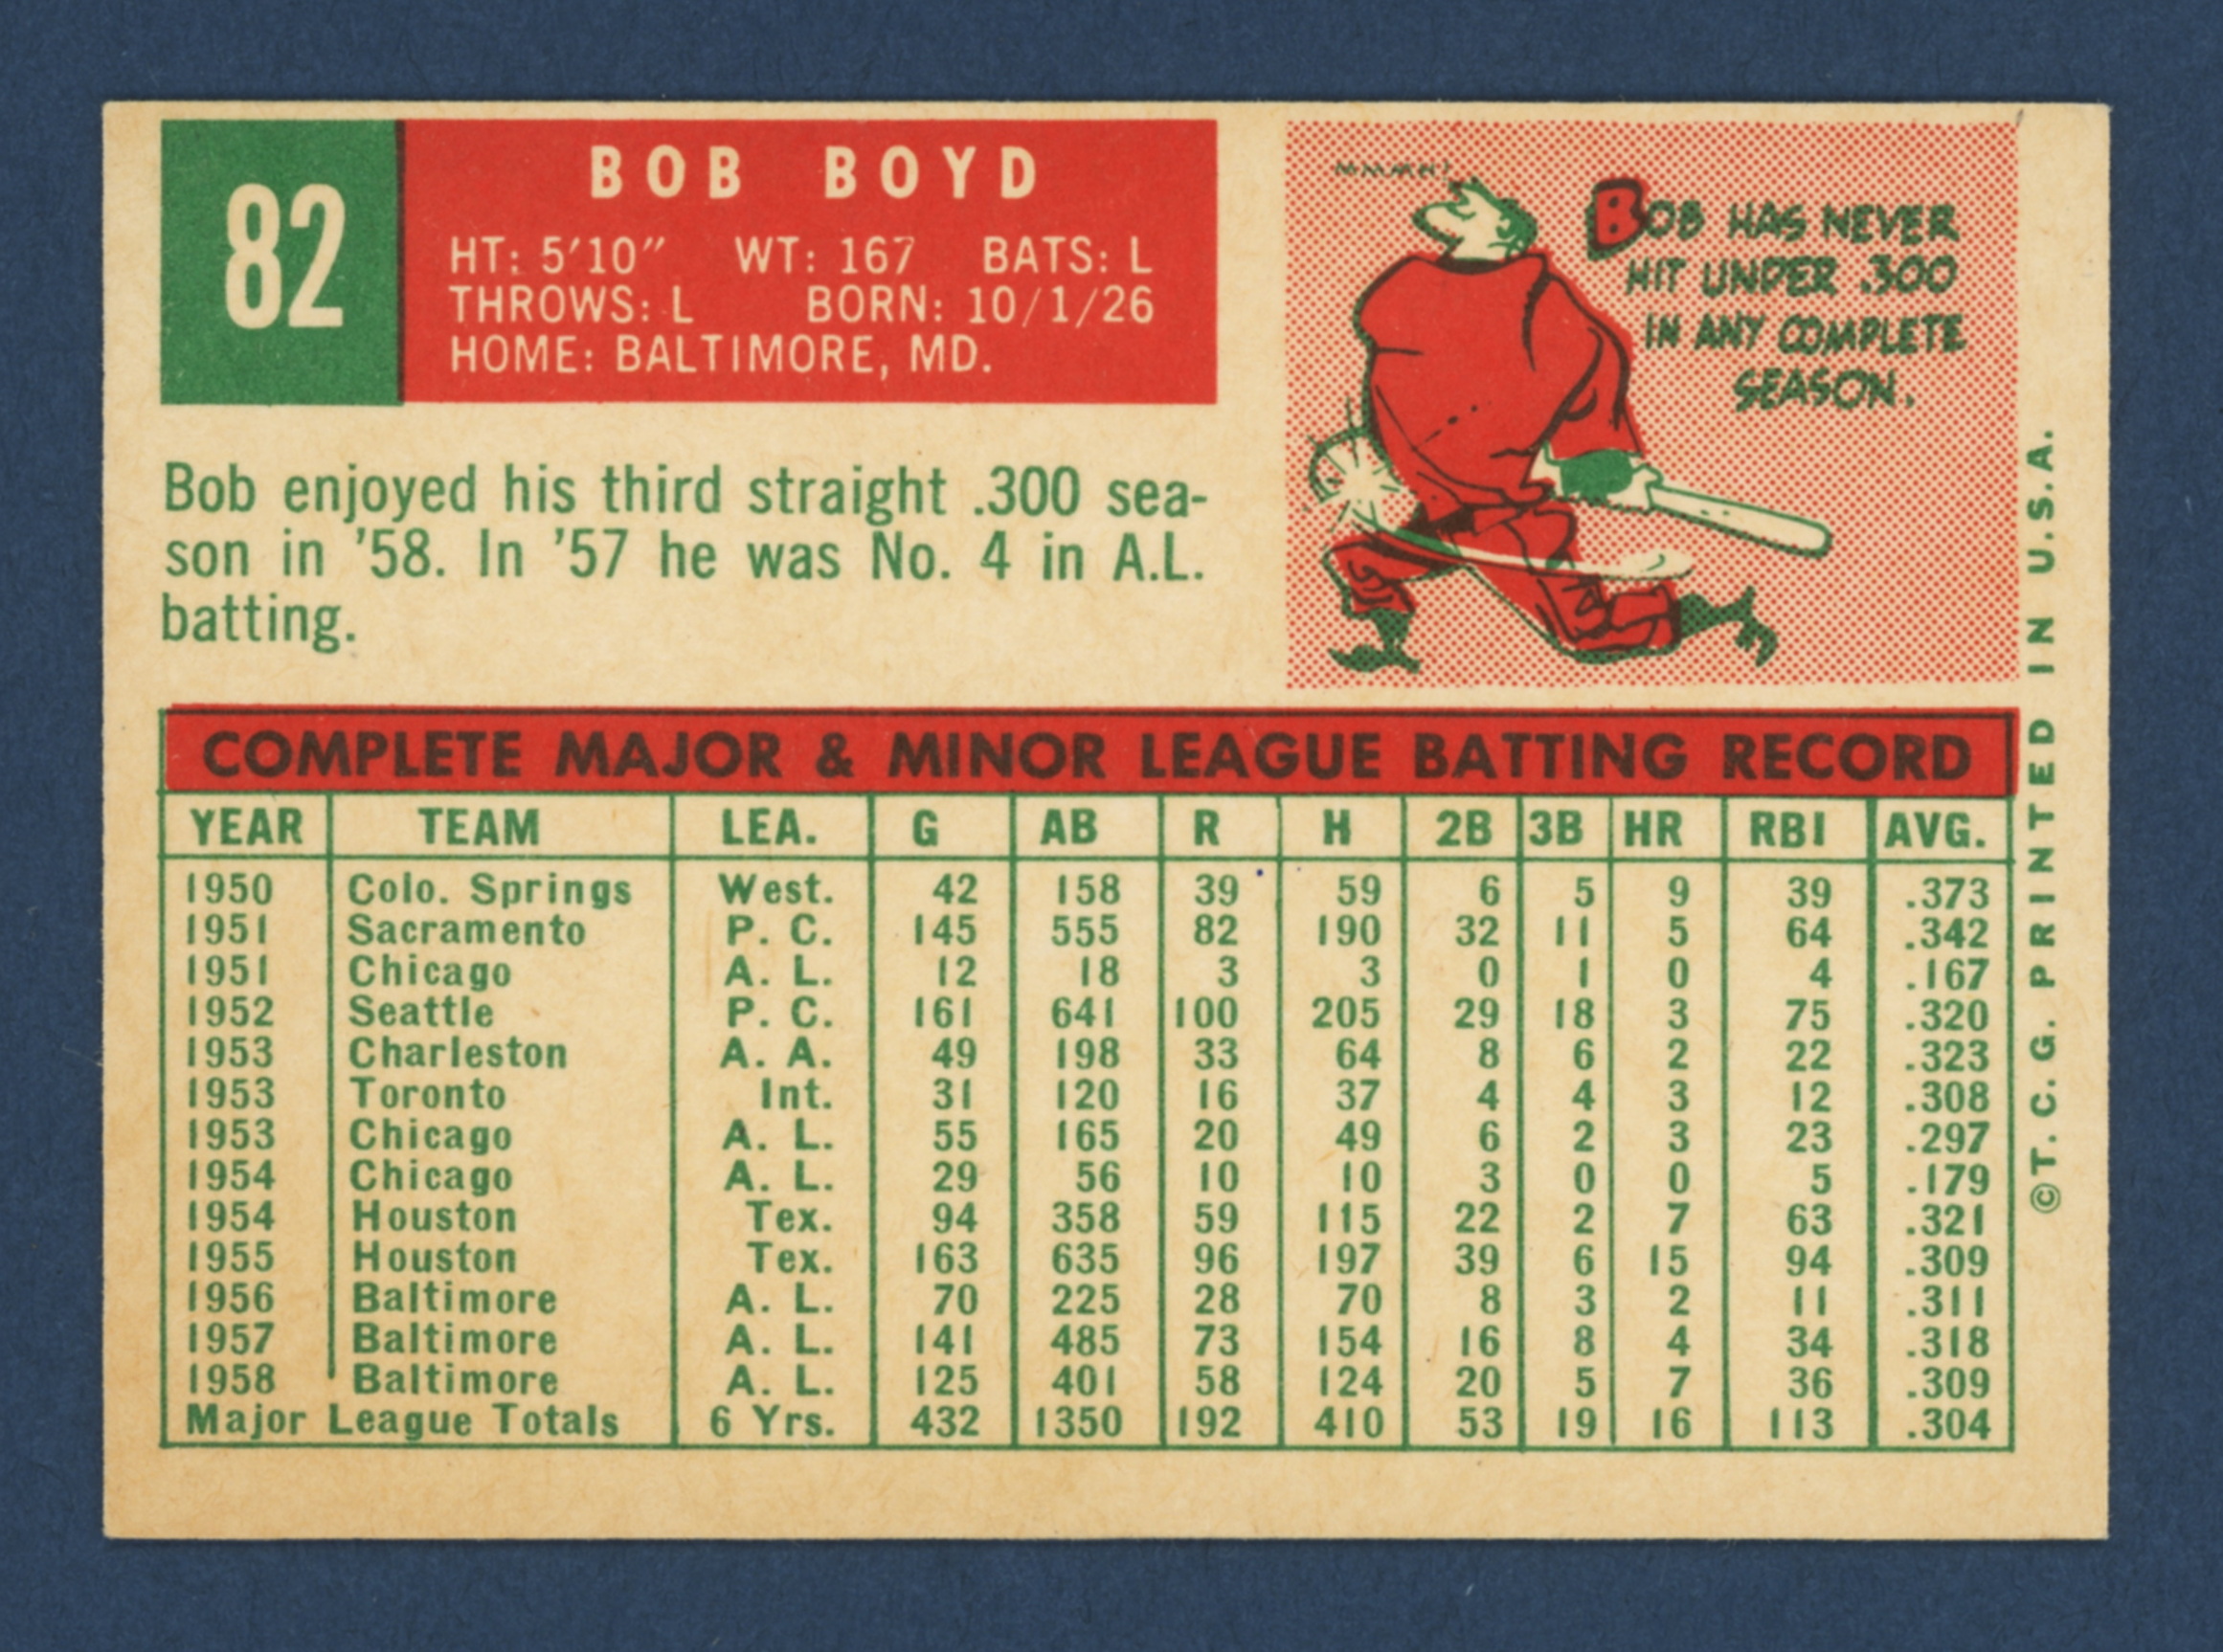 82
BOB BOYD
HT: 5'10" WT: 167 BATS: L
THROWS: L BORN: 10/1/26
HOME: BALTIMORE, MD.
MMMM!
BOB HAS NEVER
HIT UNDER .300
IN ANY COMPLETE
SEASON.
Bob enjoyed his third straight .300 sea-
son in '58. In '57 he was No. 4 in A.L.
batting.
COMPLETE MAJOR & MINOR LEAGUE BATTING RECORD
YEAR TEAM LEA. G AB R H 2B 3B HR RBI AVG.
1950 Colo. Springs West. 42 158 39 59 6 5 9 39 .373
1951 Sacramento P. C. 145 555 82 190 32 11 5 64 .342
1951 Chicago A. L. 12 18 3 3 0 1 0 4 .167
1952 Seattle P. C. 161 641 100 205 29 18 3 75 .320
1953 Charleston A. A. 49 198 33 64 8 6 2 22 .323
1953 Toronto Int. 31 120 16 37 4 4 3 12 .308
1953 Chicago A. L. 55 165 20 49 6 2 3 23 .297
1954 Chicago A. L. 29 56 10 10 3 0 0 5 .179
1954 Houston Tex. 94 358 59 115 22 2 7 63 .321
1955 Houston Tex. 163 635 96 197 39 6 15 94 .309
1956 Baltimore A. L. 70 225 28 70 8 3 2 11 .311
1957 Baltimore A. L. 141 485 73 154 16 8 4 34 .318
1958 Baltimore A. L. 125 401 58 124 20 5 7 36 .309
Major League Totals 6 Yrs. 432 1350 192 410 53 19 16 113 .304
©T. C. G. PRINTED IN U.S.A.